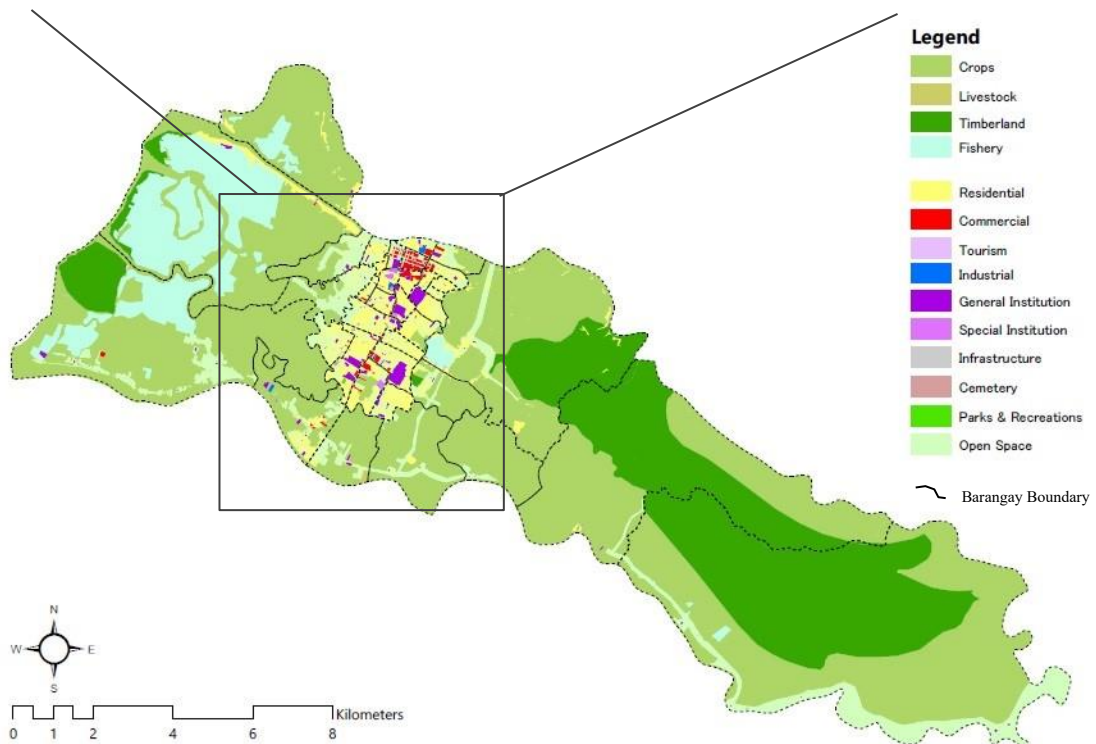 Legend
Crops
Livestock
Timberland
Fishery
Residential
Commercial
Tourism
Industrial
General Institution
Special Institution
Infrastructure
Cemetery
Parks & Recreations
Open Space
Barangay Boundary
N
W E
S
Kilometers
0 1 2 4 6 8